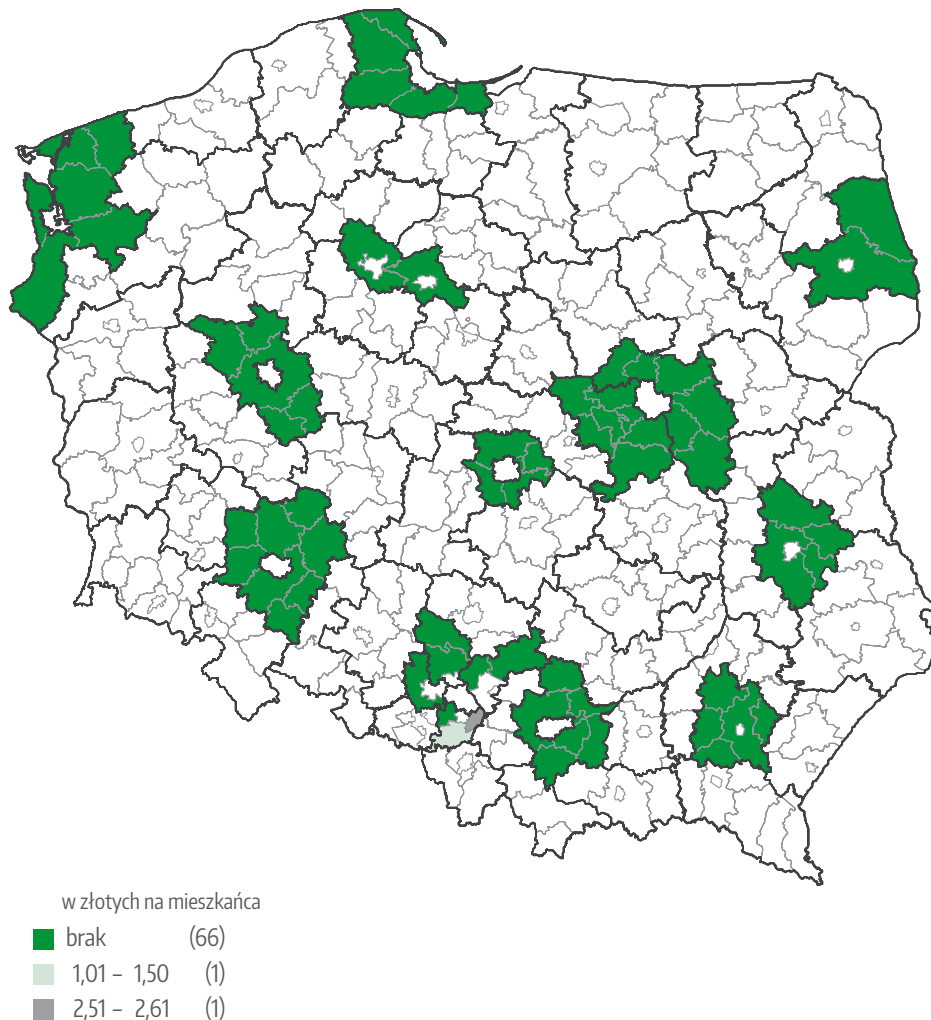 w złotych na mieszkańca
brak (66)
1,01 – 1,50 (1)
2,51 – 2,61 (1)